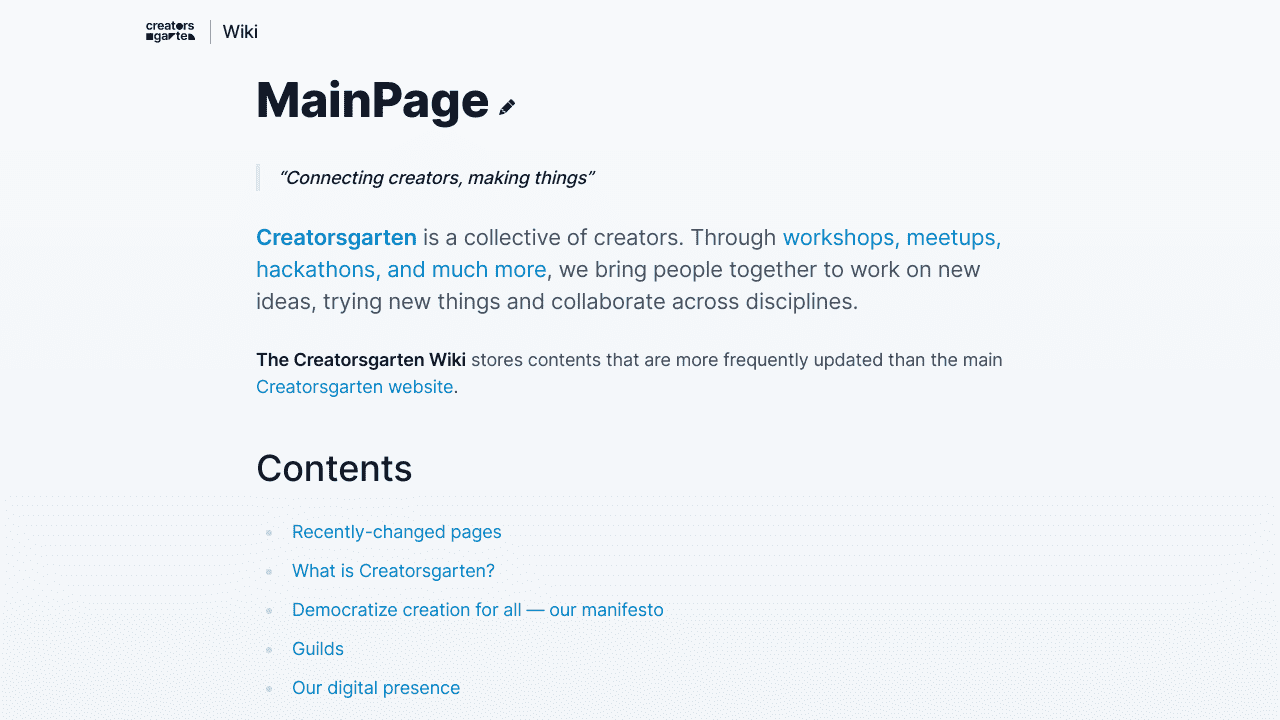 creators
garten
Wiki
MainPage
“Connecting creators, making things”
Creatorsgarten is a collective of creators. Through workshops, meetups,
hackathons, and much more, we bring people together to work on new
ideas, trying new things and collaborate across disciplines.
The Creatorsgarten Wiki stores contents that are more frequently updated than the main
Creatorsgarten website.
Contents
Recently-changed pages
What is Creatorsgarten?
Democratize creation for all — our manifesto
Guilds
Our digital presence